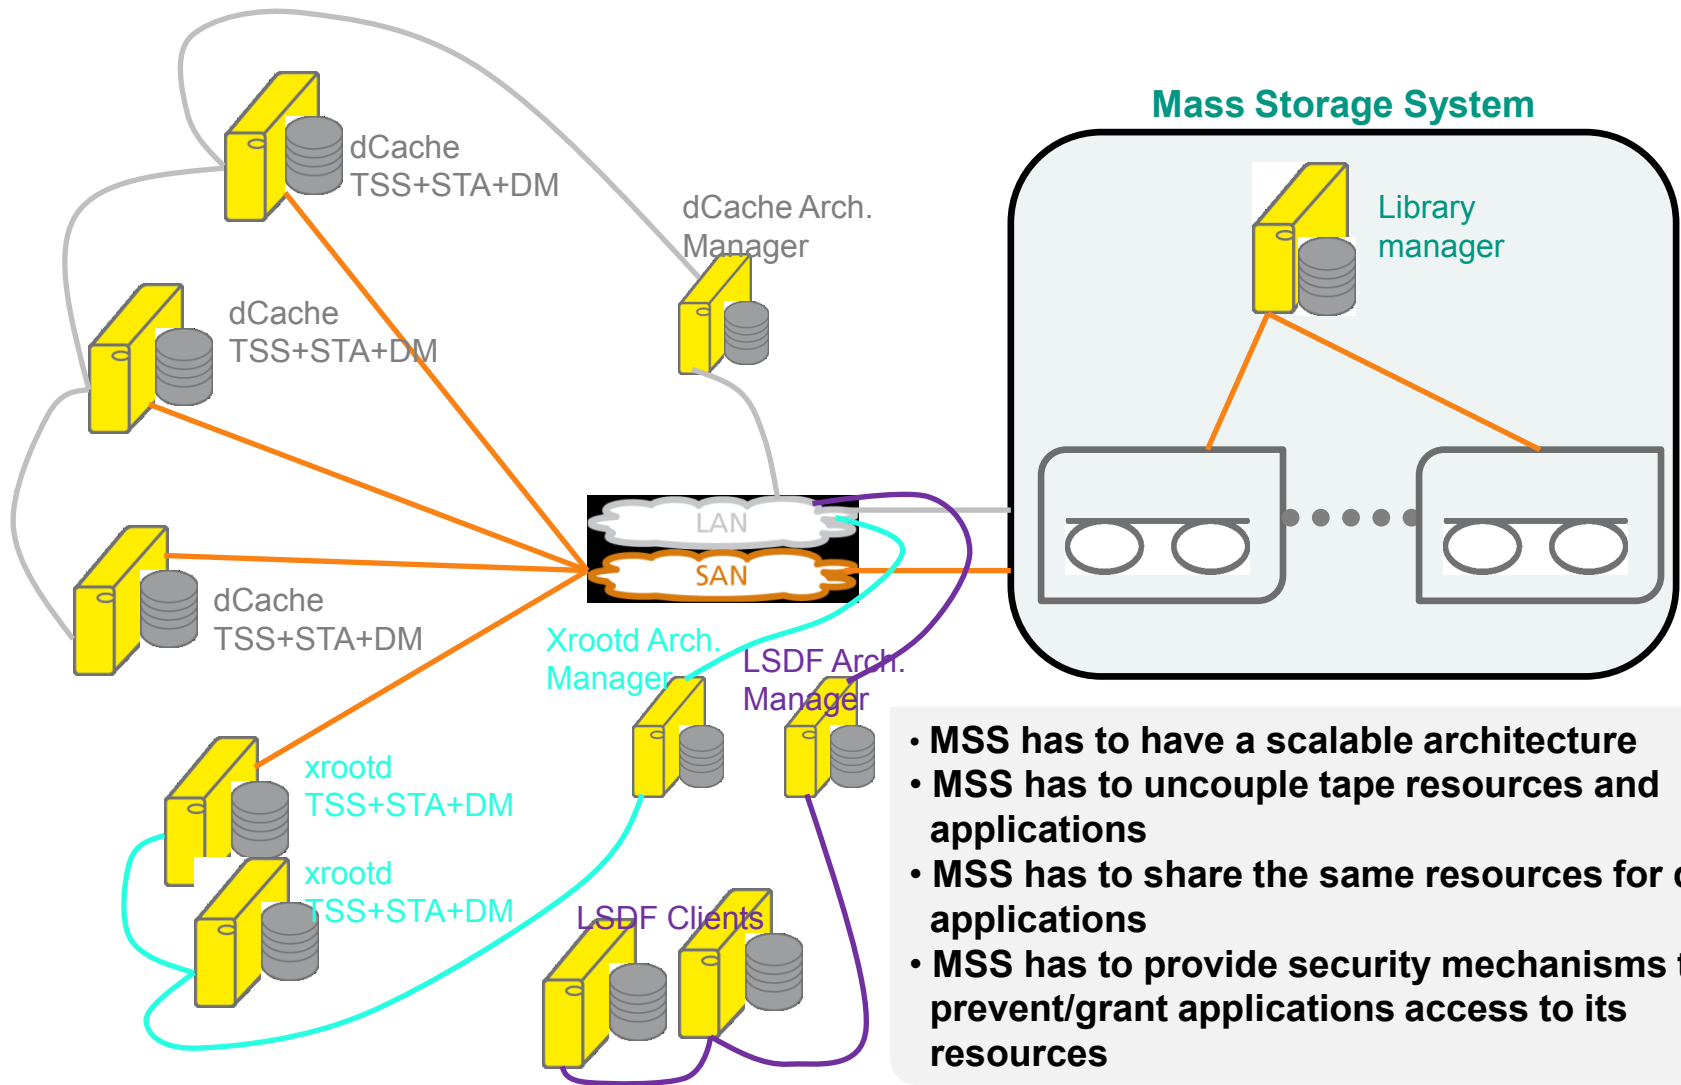 Mass Storage System
dCache
TSS+STA+DM
dCache Arch.
Manager
Library
manager
dCache
TSS+STA+DM
LAN
SAN
dCache
TSS+STA+DM
Xrootd Arch.
Manager
LSDF Arch.
Manager
xrootd
TSS+STA+DM
xrootd
TSS+STA+DM
LSDF Clients
• MSS has to have a scalable architecture
• MSS has to uncouple tape resources and
applications
• MSS has to share the same resources for
applications
• MSS has to provide security mechanisms
prevent/grant applications access to its
resources